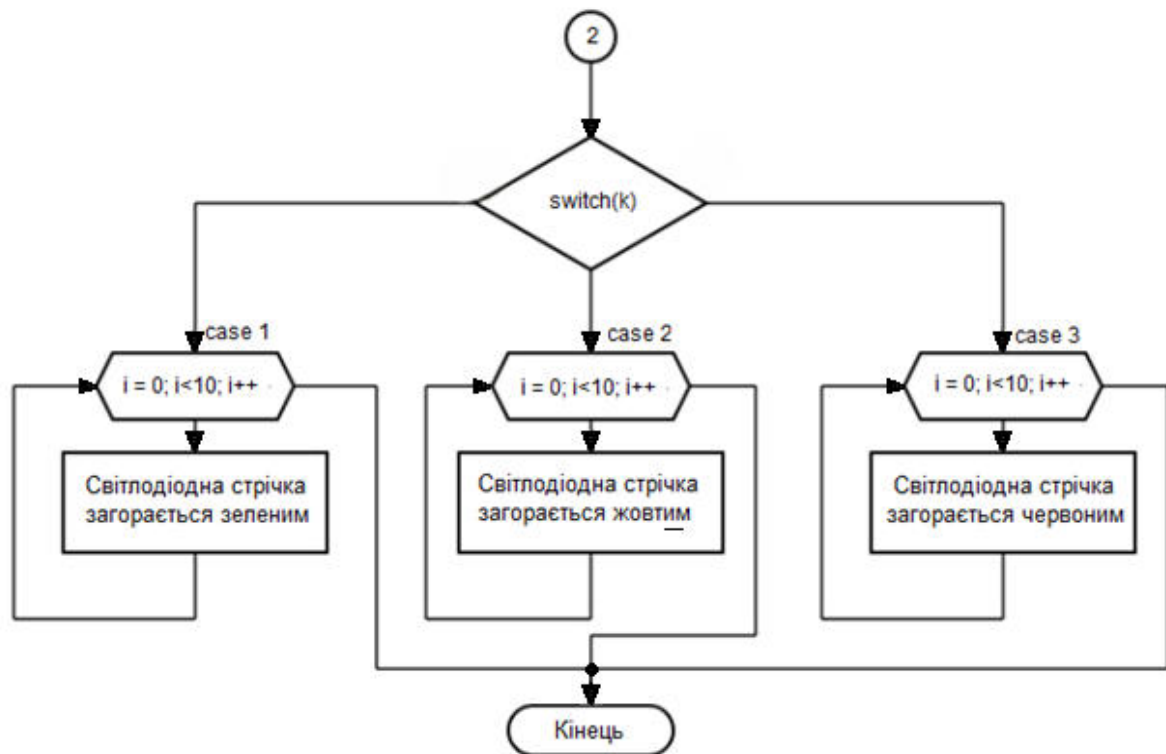 2
switch(k)
case 1
case 2
case 3
i = 0; i<10; i++
i = 0; i<10; i++
i = 0; i<10; i++
Світлодіодна стрічка
загорається зеленим
Світлодіодна стрічка
загорається жовтим
Світлодіодна стрічка
загорається червоним
Кінець